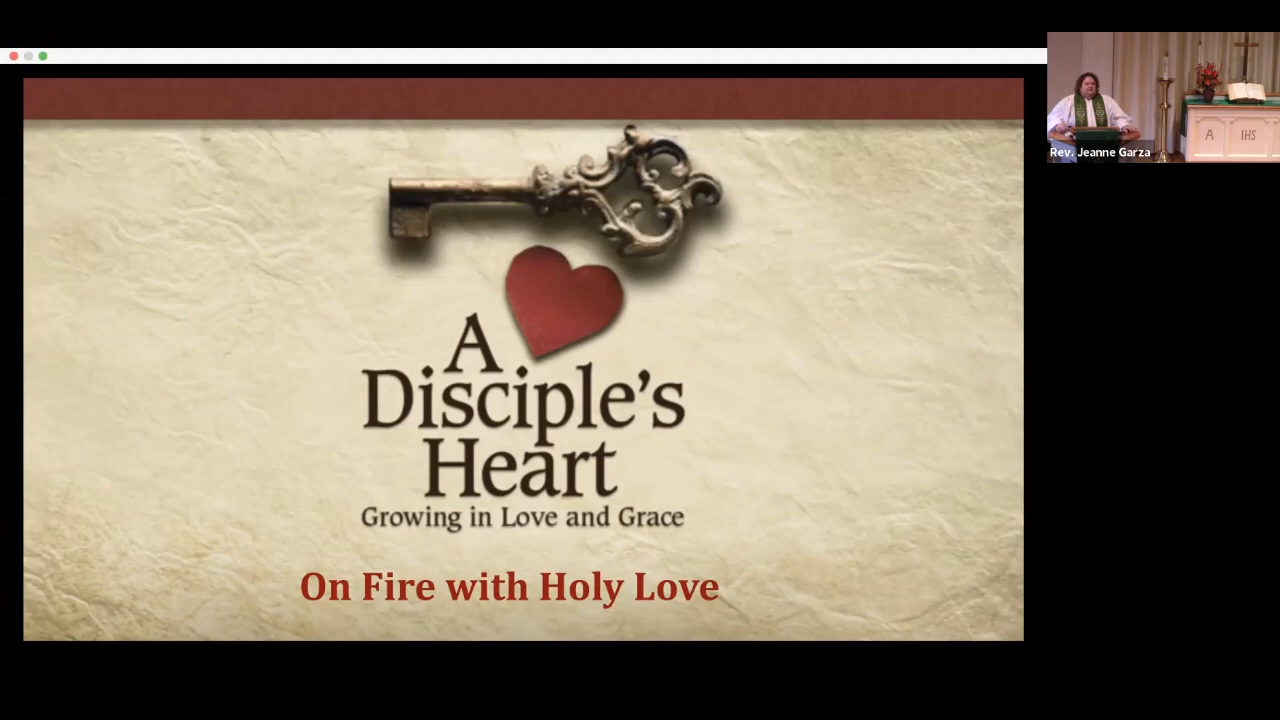 A
Disciple's
Heart
Growing in Love and Grace
On Fire with Holy Love
Rev. Jeanne Garza
A IHS